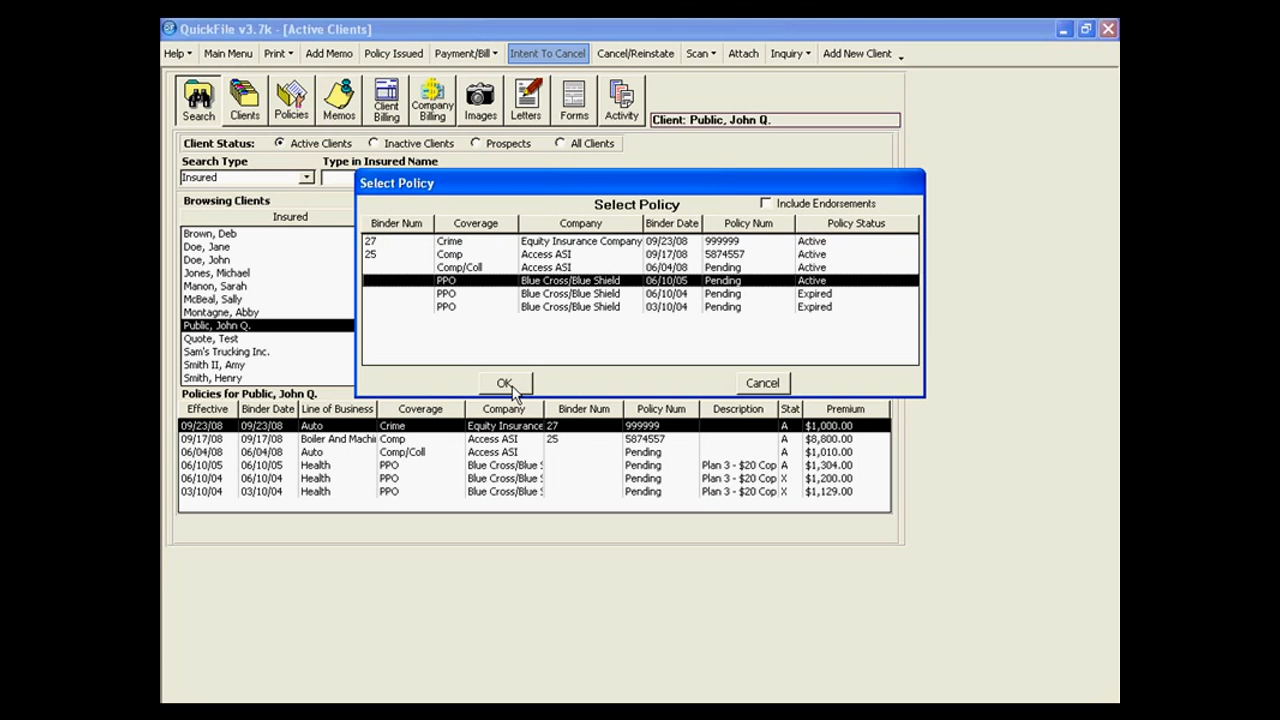 QuickFile v3.7k - [Active Clients]
Help Main Menu Print Add Memo Policy Issued Payment/Bill Intent To Cancel Cancel/Reinstate Scan Attach Inquiry Add New Client
Search Clients Policies Memos Client Billing Company Billing Images Letters Forms Activity
Client: Public, John Q.
Client Status: Active Clients Inactive Clients Prospects All Clients
Search Type Type in Insured Name
Insured
Browsing Clients
Insured
Brown, Deb
Doe, Jane
Doe, John
Jones, Michael
Manon, Sarah
McBeal, Sally
Montagne, Abby
Public, John Q.
Quote, Test
Sam's Trucking Inc.
Smith II, Amy
Smith, Henry
Select Policy
Select Policy Include Endorsements
Binder Num Coverage Company Binder Date Policy Num Policy Status
27 Crime Equity Insurance Company 09/23/08 999999 Active
25 Comp Access ASI 09/17/08 5874557 Active
Comp/Coll Access ASI 06/04/08 Pending Active
PPO Blue Cross/Blue Shield 06/10/05 Pending Active
PPO Blue Cross/Blue Shield 06/10/04 Pending Expired
PPO Blue Cross/Blue Shield 03/10/04 Pending Expired
OK Cancel
Policies for Public, John Q.
Effective Binder Date Line of Business Coverage Company Binder Num Policy Num Description Stat Premium
09/23/08 09/23/08 Auto Crime Equity Insurance 27 999999 A $1,000.00
09/17/08 09/17/08 Boiler And Machi Comp Access ASI 25 5874557 A $8,800.00
06/04/08 06/04/08 Auto Comp/Coll Access ASI Pending A $1,010.00
06/10/05 06/10/05 Health PPO Blue Cross/Blue S Pending Plan 3 - $20 Cop A $1,304.00
06/10/04 06/10/04 Health PPO Blue Cross/Blue S Pending Plan 3 - $20 Cop X $1,200.00
03/10/04 03/10/04 Health PPO Blue Cross/Blue S Pending Plan 3 - $20 Cop X $1,129.00